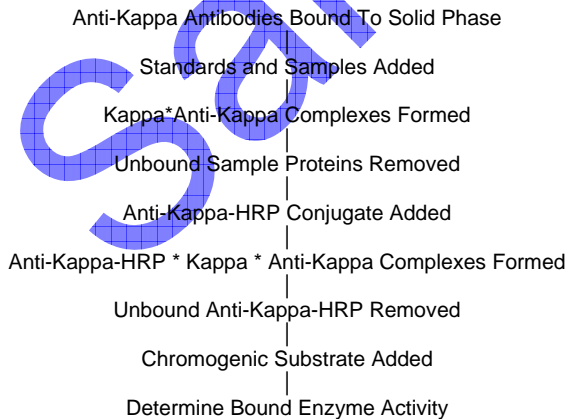 Anti-Kappa Antibodies Bound To Solid Phase
Standards and Samples Added
Kappa*Anti-Kappa Complexes Formed
Unbound Sample Proteins Removed
Anti-Kappa-HRP Conjugate Added
Anti-Kappa-HRP * Kappa * Anti-Kappa Complexes Formed
Unbound Anti-Kappa-HRP Removed
Chromogenic Substrate Added
Determine Bound Enzyme Activity